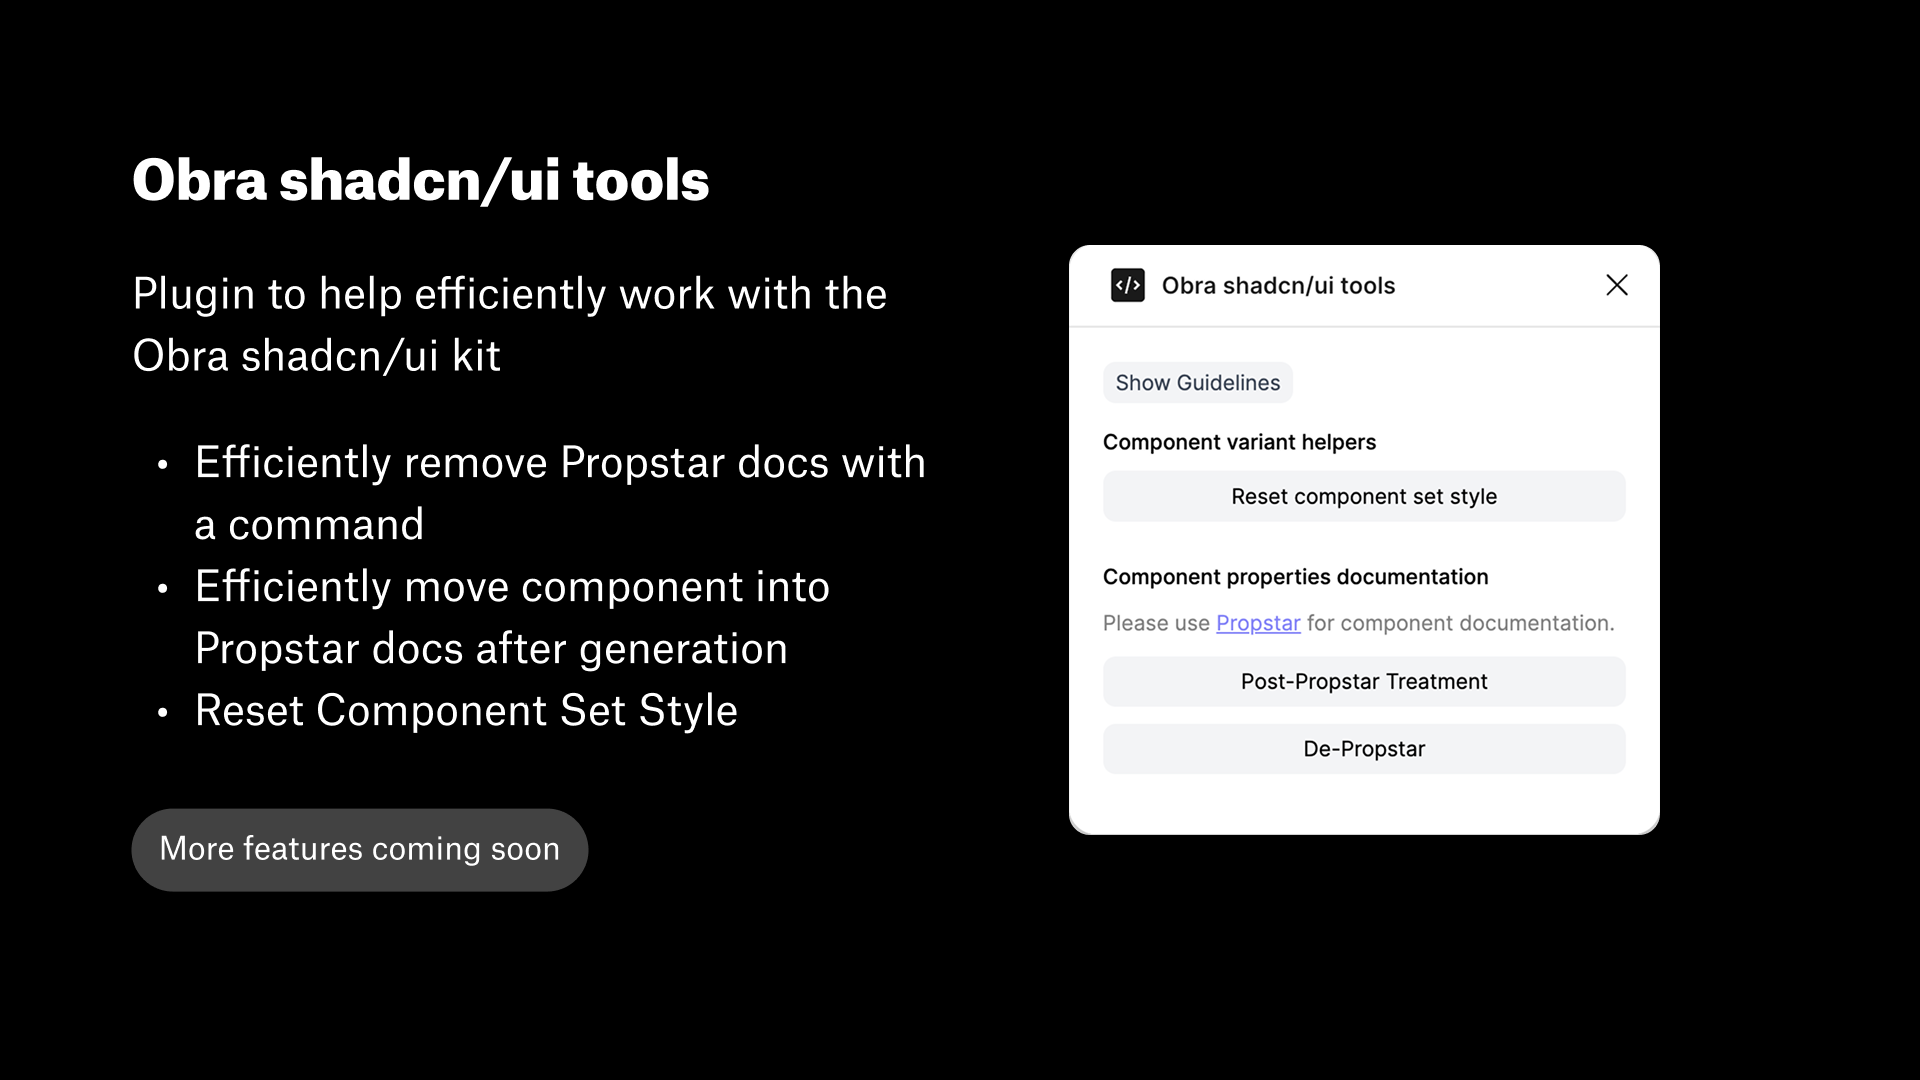 Obra shadcn/ui tools
Plugin to help efficiently work with the
Obra shadcn/ui kit
• Efficiently remove Propstar docs with
a command
• Efficiently move component into
Propstar docs after generation
• Reset Component Set Style
More features coming soon
</> Obra shadcn/ui tools
Show Guidelines
Component variant helpers
Reset component set style
Component properties documentation
Please use Propstar for component documentation.
Post-Propstar Treatment
De-Propstar